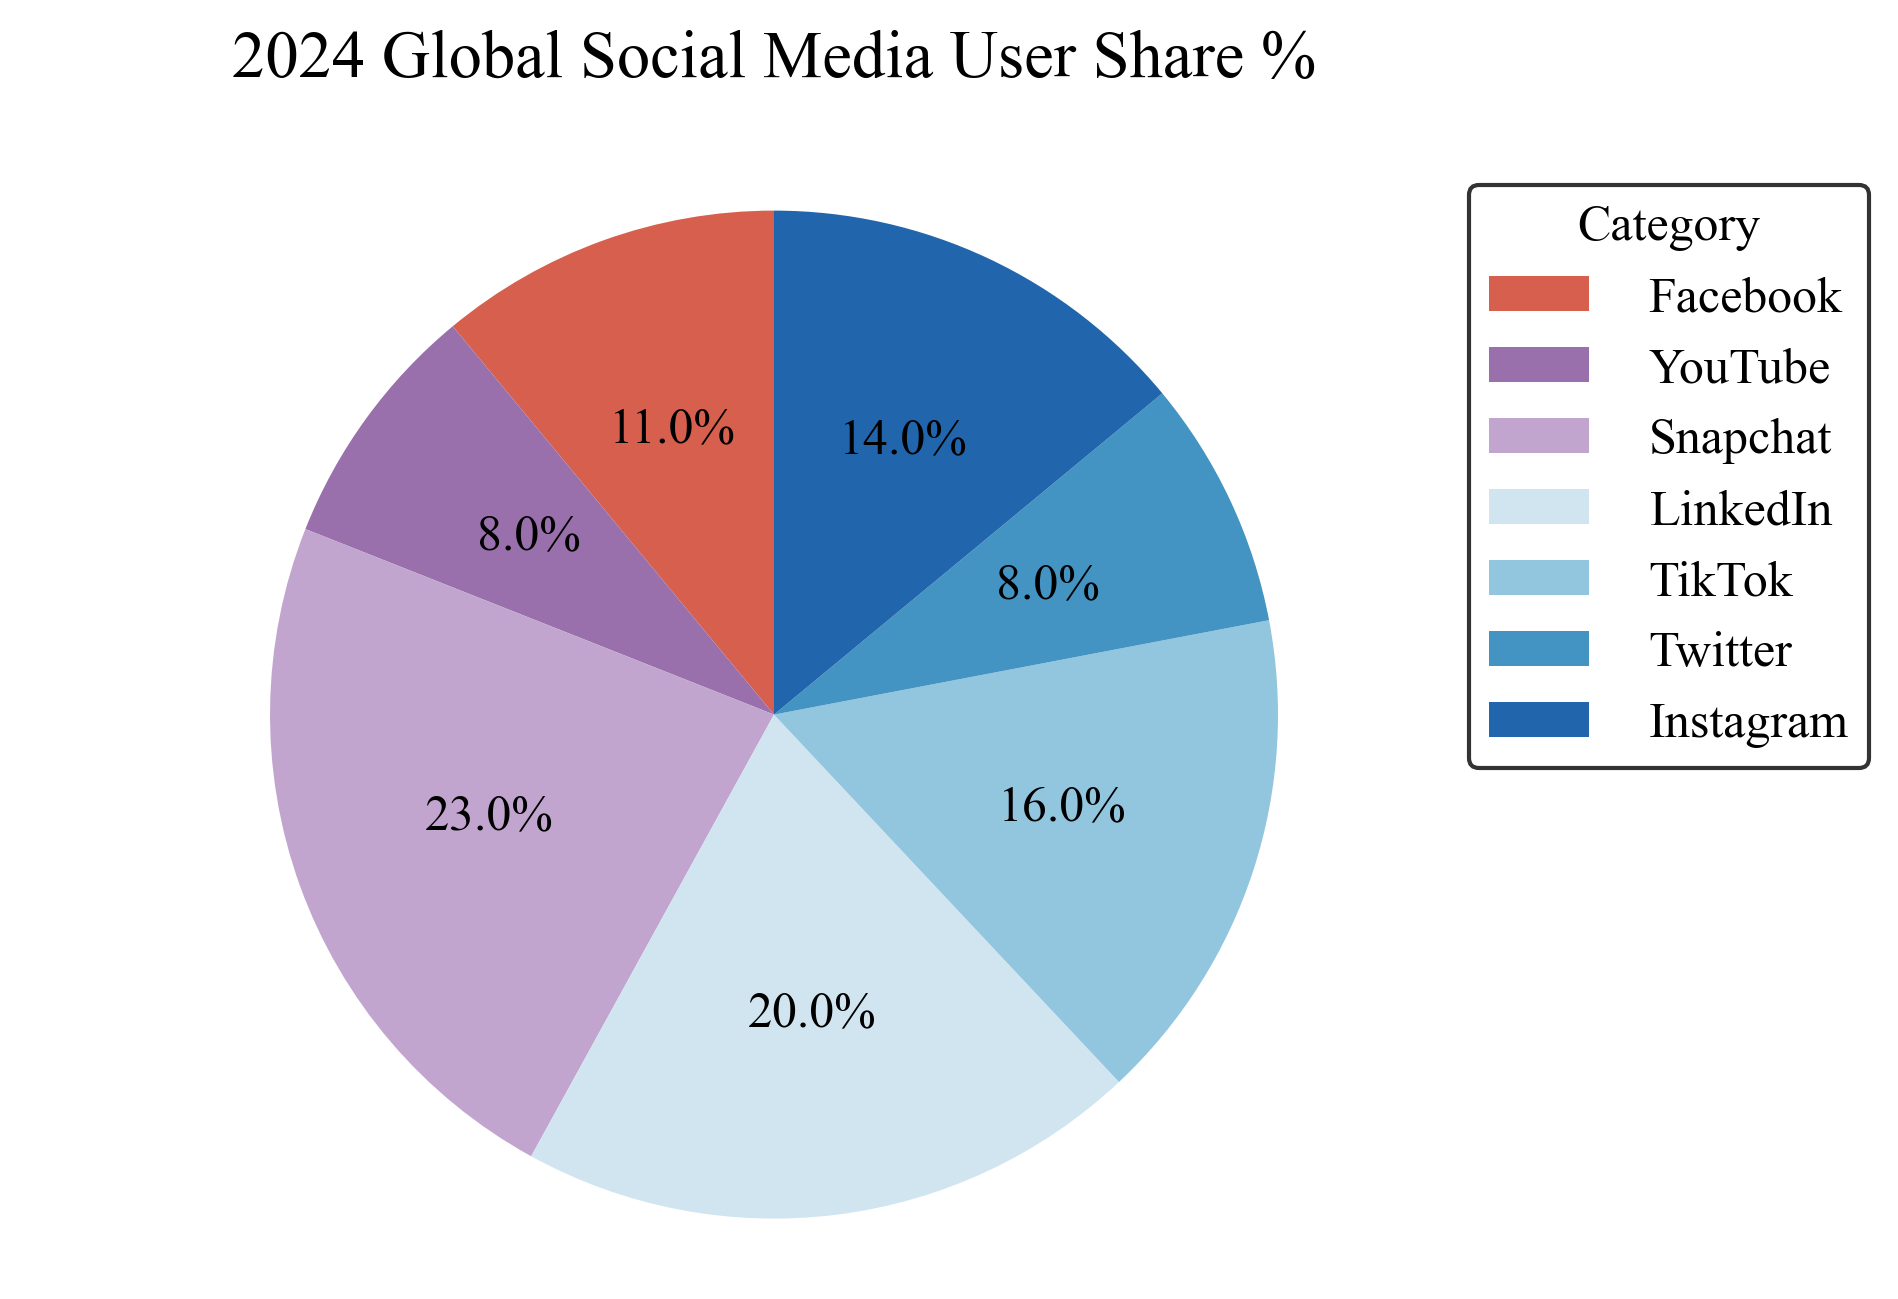 2024 Global Social Media User Share %
Category
Facebook
YouTube
Snapchat
LinkedIn
TikTok
Twitter
Instagram
11.0%
14.0%
8.0%
8.0%
23.0%
16.0%
20.0%